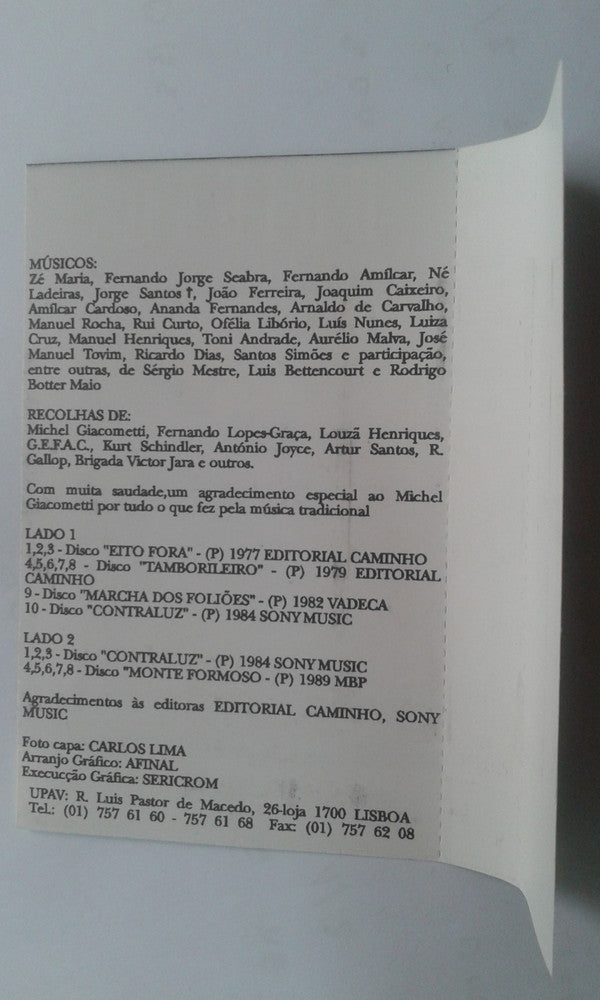 MÚSICOS:
Zé Maria, Fernando Jorge Seabra, Fernando Amílcar, Né
Ladeiras, Jorge Santos †, João Ferreira, Joaquim Caixeiro,
Amílcar Cardoso, Ananda Fernandes, Arnaldo de Carvalho,
Manuel Rocha, Rui Curto, Ofélia Libório, Luís Nunes, Luiza
Cruz, Manuel Henriques, Toni Andrade, Aurélio Malva, José
Manuel Tovim, Ricardo Dias, Santos Simões e participação,
entre outras, de Sérgio Mestre, Luis Bettencourt e Rodrigo
Botter Maio
RECOLHAS DE:
Michel Giacometti, Fernando Lopes-Graça, Louzã Henriques,
G.E.F.A.C., Kurt Schindler, António Joyce, Artur Santos, R.
Gallop, Brigada Victor Jara e outros.
Com muita saudade,um agradecimento especial ao Michel
Giacometti por tudo o que fez pela música tradicional
LADO 1
1,2,3 - Disco "EITO FORA" - (P) 1977 EDITORIAL CAMINHO
4,5,6,7,8 - Disco "TAMBORILEIRO" - (P) 1979 EDITORIAL
CAMINHO
9 - Disco "MARCHA DOS FOLIÕES" - (P) 1982 VADECA
10 - Disco "CONTRALUZ" - (P) 1984 SONY MUSIC
LADO 2
1,2,3 - Disco "CONTRALUZ" - (P) 1984 SONY MUSIC
4,5,6,7,8 - Disco "MONTE FORMOSO - (P) 1989 MBP
Agradecimentos às editoras EDITORIAL CAMINHO, SONY
MUSIC
Foto capa: CARLOS LIMA
Arranjo Gráfico: AFINAL
Execucção Gráfica: SERICROM
UPAV: R. Luis Pastor de Macedo, 26-loja 1700 LISBOA
Tel.: (01) 757 61 60 - 757 61 68 Fax: (01) 757 62 08